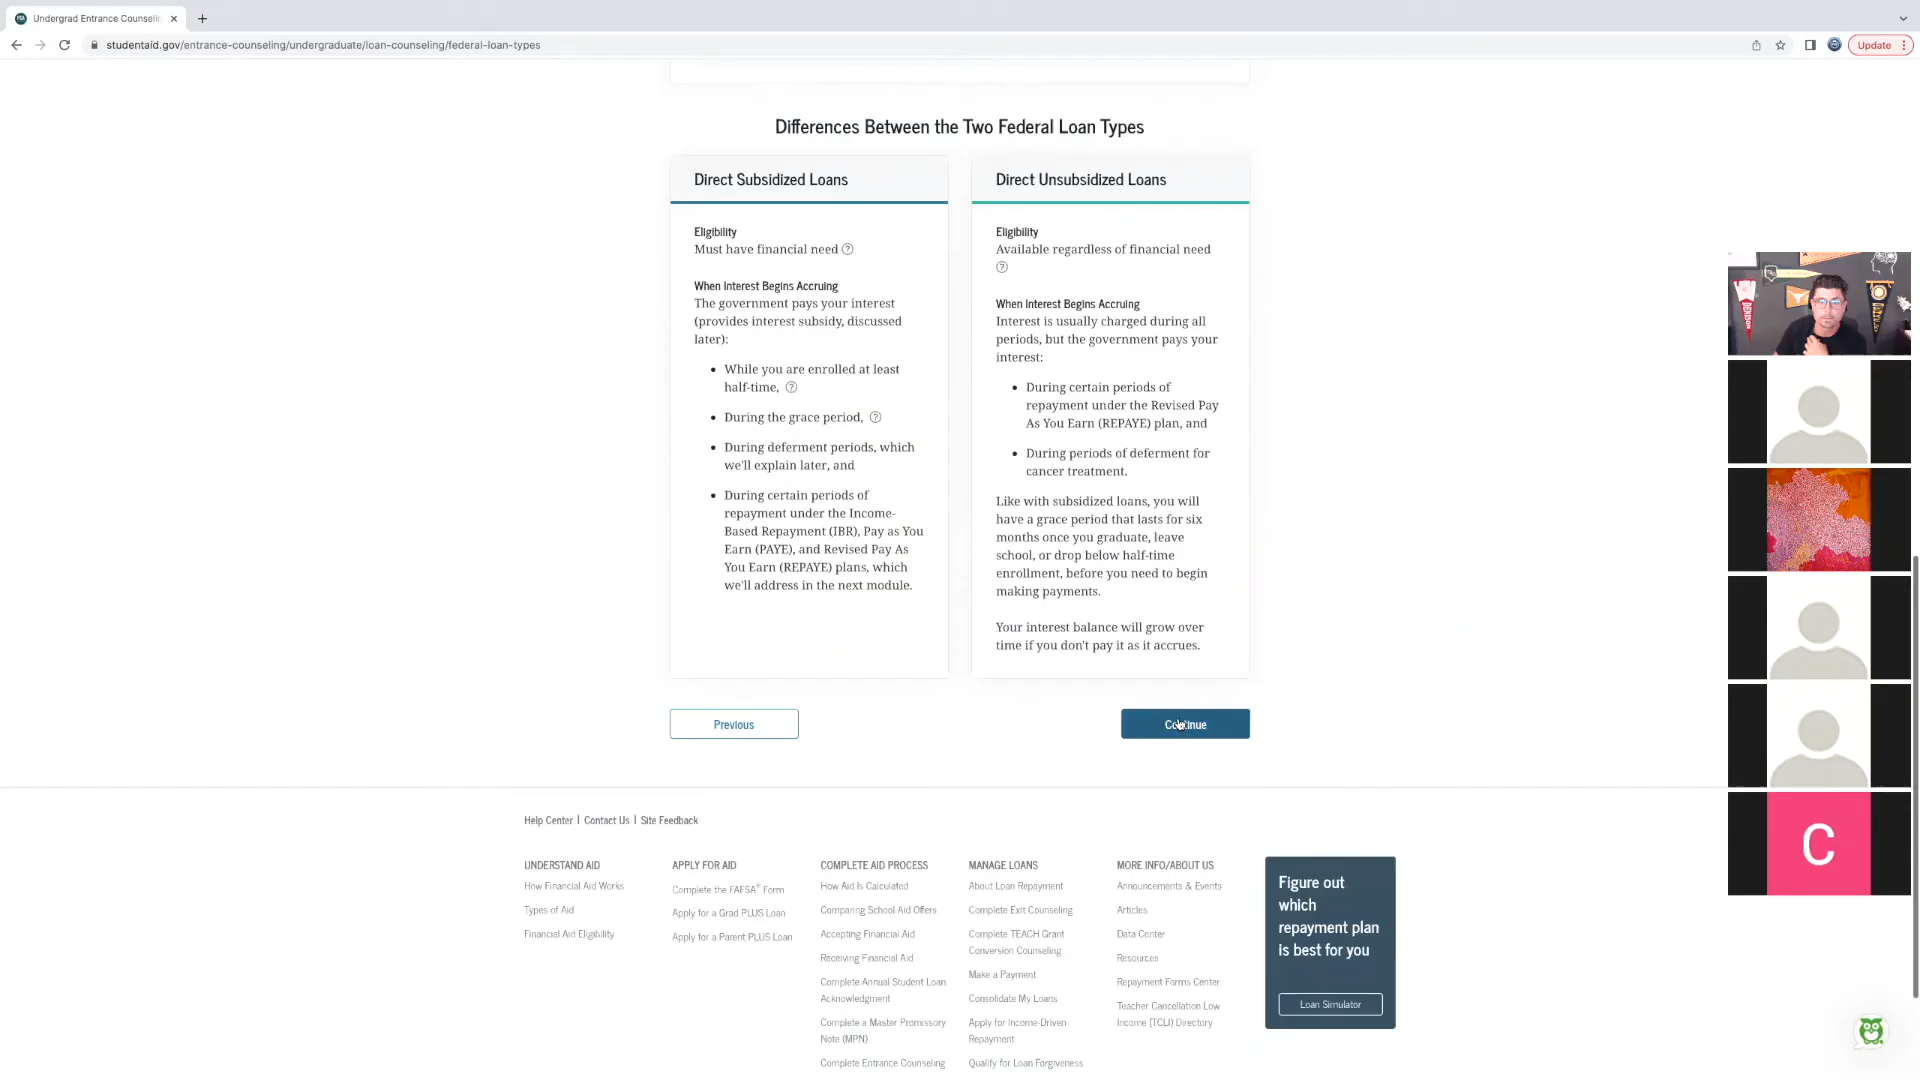 Undergrad Entrance Counselin
studentaid.gov/entrance-counseling/undergraduate/loan-counseling/federal-loan-types
Update
Differences Between the Two Federal Loan Types
Direct Subsidized Loans
Eligibility
Must have financial need ?
When Interest Begins Accruing
The government pays your interest
(provides interest subsidy, discussed
later):
• While you are enrolled at least
half-time, ?
• During the grace period, ?
• During deferment periods, which
we'll explain later, and
• During certain periods of
repayment under the Income-
Based Repayment (IBR), Pay as You
Earn (PAYE), and Revised Pay As
You Earn (REPAYE) plans, which
we'll address in the next module.
Direct Unsubsidized Loans
Eligibility
Available regardless of financial need
?
When Interest Begins Accruing
Interest is usually charged during all
periods, but the government pays your
interest:
• During certain periods of
repayment under the Revised Pay
As You Earn (REPAYE) plan, and
• During periods of deferment for
cancer treatment.
Like with subsidized loans, you will
have a grace period that lasts for six
months once you graduate, leave
school, or drop below half-time
enrollment, before you need to begin
making payments.
Your interest balance will grow over
time if you don't pay it as it accrues.
Previous
Continue
Help Center | Contact Us | Site Feedback
UNDERSTAND AID
How Financial Aid Works
Types of Aid
Financial Aid Eligibility
APPLY FOR AID
Complete the FAFSA® Form
Apply for a Grad PLUS Loan
Apply for a Parent PLUS Loan
COMPLETE AID PROCESS
How Aid Is Calculated
Comparing School Aid Offers
Accepting Financial Aid
Receiving Financial Aid
Complete Annual Student Loan
Acknowledgment
Complete a Master Promissory
Note (MPN)
Complete Entrance Counseling
MANAGE LOANS
About Loan Repayment
Complete Exit Counseling
Complete TEACH Grant
Conversion Counseling
Make a Payment
Consolidate My Loans
Apply for Income-Driven
Repayment
Qualify for Loan Forgiveness
MORE INFO/ABOUT US
Announcements & Events
Articles
Data Center
Resources
Repayment Forms Center
Teacher Cancellation Low
Income (TCLI) Directory
Figure out
which
repayment plan
is best for you
Loan Simulator
DENISON
C